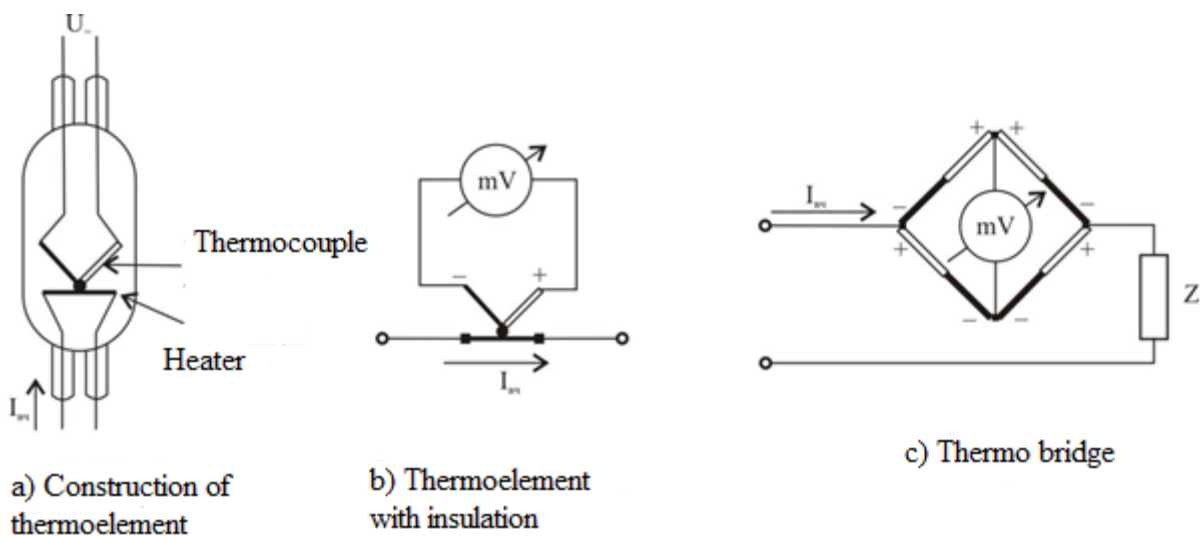 U
Thermocouple
Heater
I
a) Construction of
thermoelement
mV
−
+
I
b) Thermoelement
with insulation
+
+
I
−
−
mV
+
+
Z
−
−
c) Thermo bridge